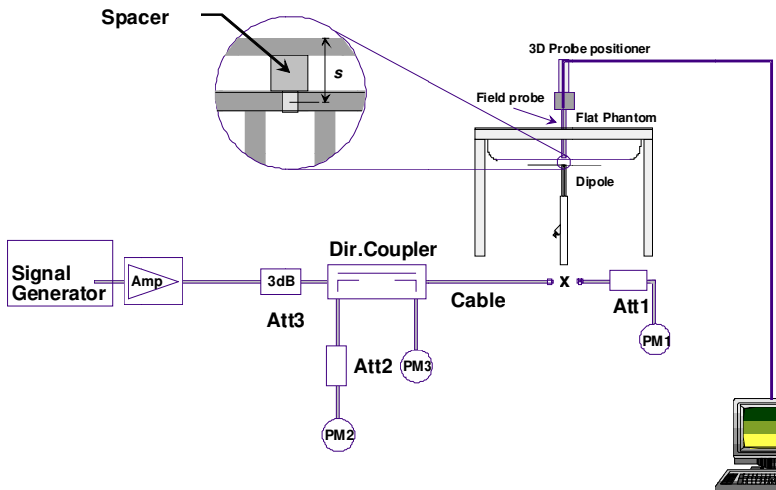 Spacer
s
3D Probe positioner
Field probe
Flat Phantom
Dipole
Signal
Generator
Amp
3dB
Att3
Dir.Coupler
Cable
x
Att1
PM1
Att2
PM3
PM2